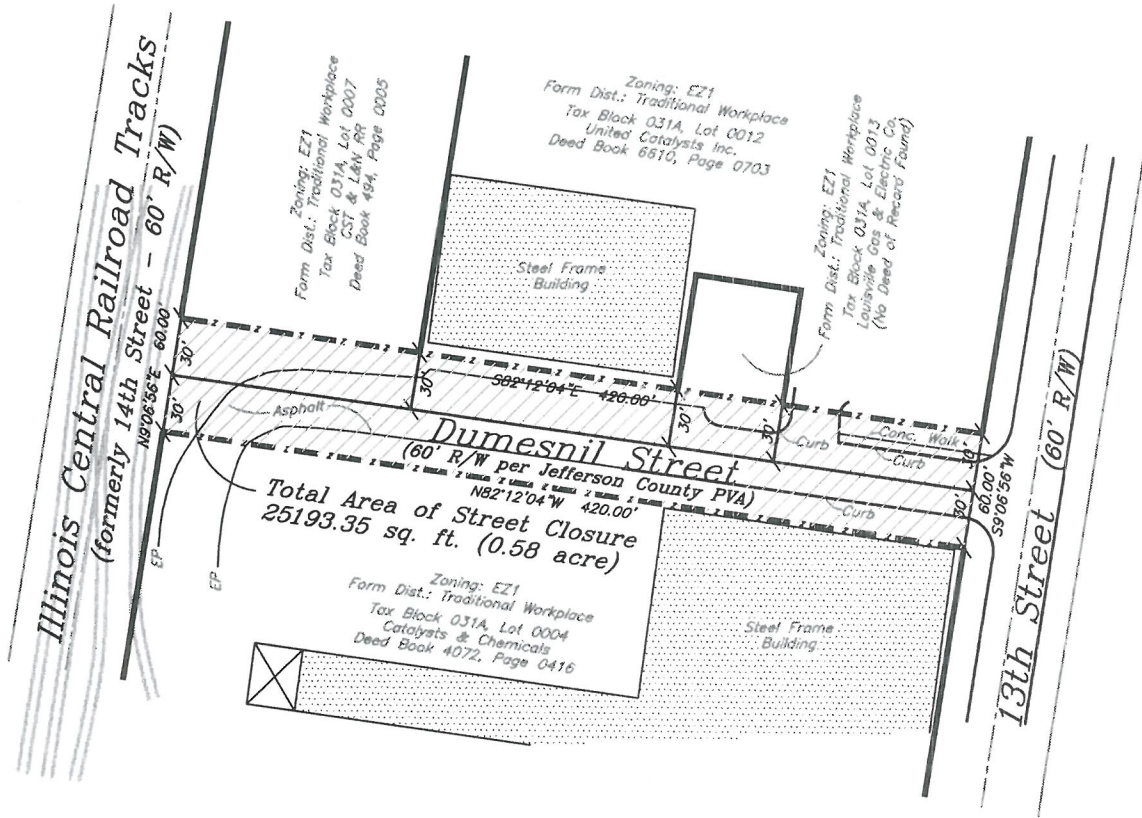 Illinois Central Railroad Tracks
(formerly 14th Street - 60' R/W)
Zoning: EZ1
Form Dist.: Traditional Workplace
Tax Block 031A, Lot 0007
CST & L&N RR
Deed Book 494, Page 0005
Zoning: EZ1
Form Dist.: Traditional Workplace
Tax Block 031A, Lot 0012
United Catalysts Inc.
Deed Book 6610, Page 0703
Zoning: EZ1
Form Dist.: Traditional Workplace
Tax Block 031A, Lot 0013
Louisville Gas & Electric Co.
(No Deed of Record Found)
Steel Frame
Building
N9°06'56"E 60.00'
30'
30'
30'
S82°12'04"E 420.00'
30'
30'
Asphalt
Curb
Conc. Walk
Curb
Dumesnil Street
(60' R/W per Jefferson County PVA)
N82°12'04"W 420.00'
Curb
30'
30'
60.00'
S9°06'56"W
EP
EP
Total Area of Street Closure
25193.35 sq. ft. (0.58 acre)
Zoning: EZ1
Form Dist.: Traditional Workplace
Tax Block 031A, Lot 0004
Catalysts & Chemicals
Deed Book 4072, Page 0416
Steel Frame
Building
13th Street (60' R/W)